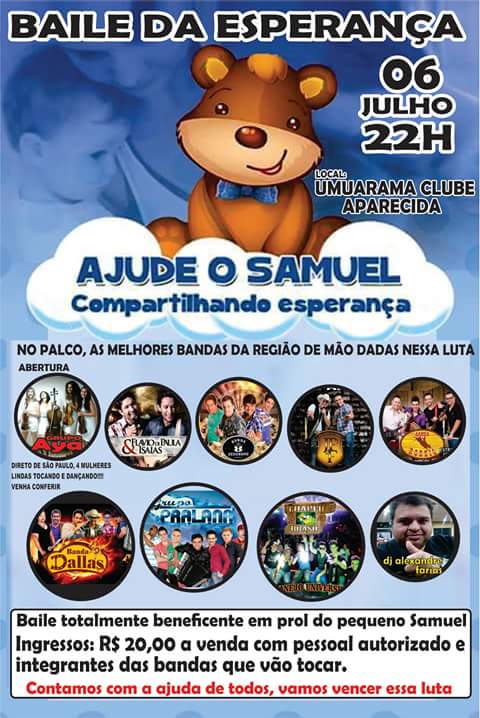 BAILE DA ESPERANÇA
06
JULHO
22H
LOCAL:
UMUARAMA CLUBE
APARECIDA
AJUDE O SAMUEL
Compartilhando esperança
NO PALCO, AS MELHORES BANDAS DA REGIÃO DE MÃO DADAS NESSA LUTA
ABERTURA
GRUPO
Aya
FLAVIO DE PAULA
& ISAIAS
DIRETO DE SÃO PAULO, 4 MULHERES
LINDAS TOCANDO E DANÇANDO!!!!
VENHA CONFERIR
Banda
Dallas
Grupo
PRALANA
CHAPÉU
BRASIL
dj alexandre
farias
Baile totalmente beneficente em prol do pequeno Samuel
Ingressos: R$ 20,00 a venda com pessoal autorizado e
integrantes das bandas que vão tocar.
Contamos com a ajuda de todos, vamos vencer essa luta